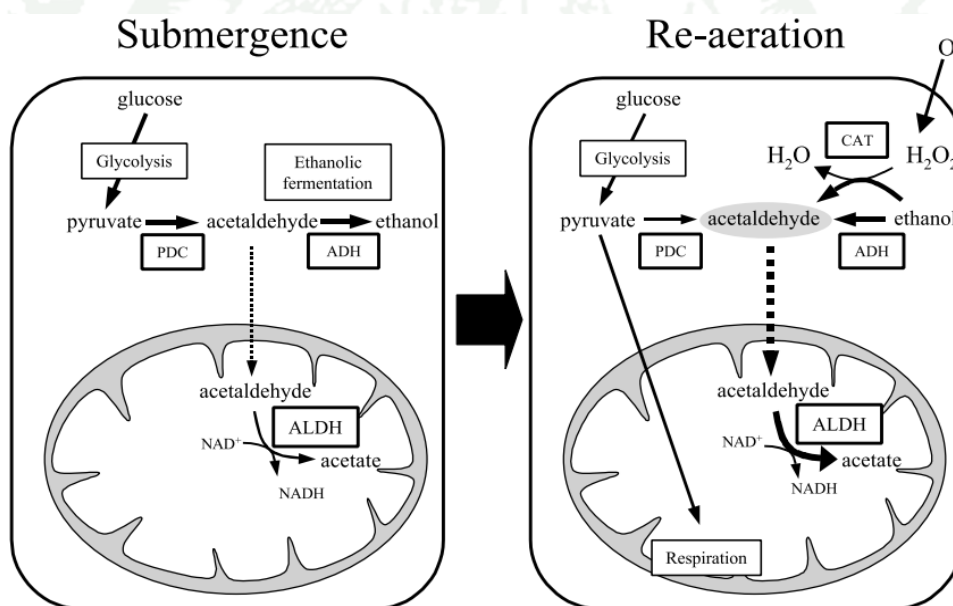 Submergence
glucose
Glycolysis
Ethanolic
fermentation
pyruvate
acetaldehyde
ethanol
PDC
ADH
acetaldehyde
ALDH
NAD⁺
acetate
NADH
Re-aeration
O
glucose
CAT
H₂O
H₂O₂
Glycolysis
pyruvate
acetaldehyde
ethanol
PDC
ADH
acetaldehyde
ALDH
NAD⁺
acetate
NADH
Respiration